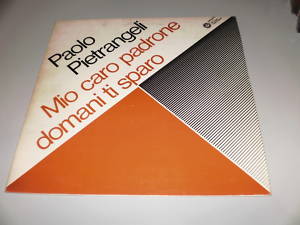 Paolo
Pietrangeli
Mio caro padrone
domani ti sparo